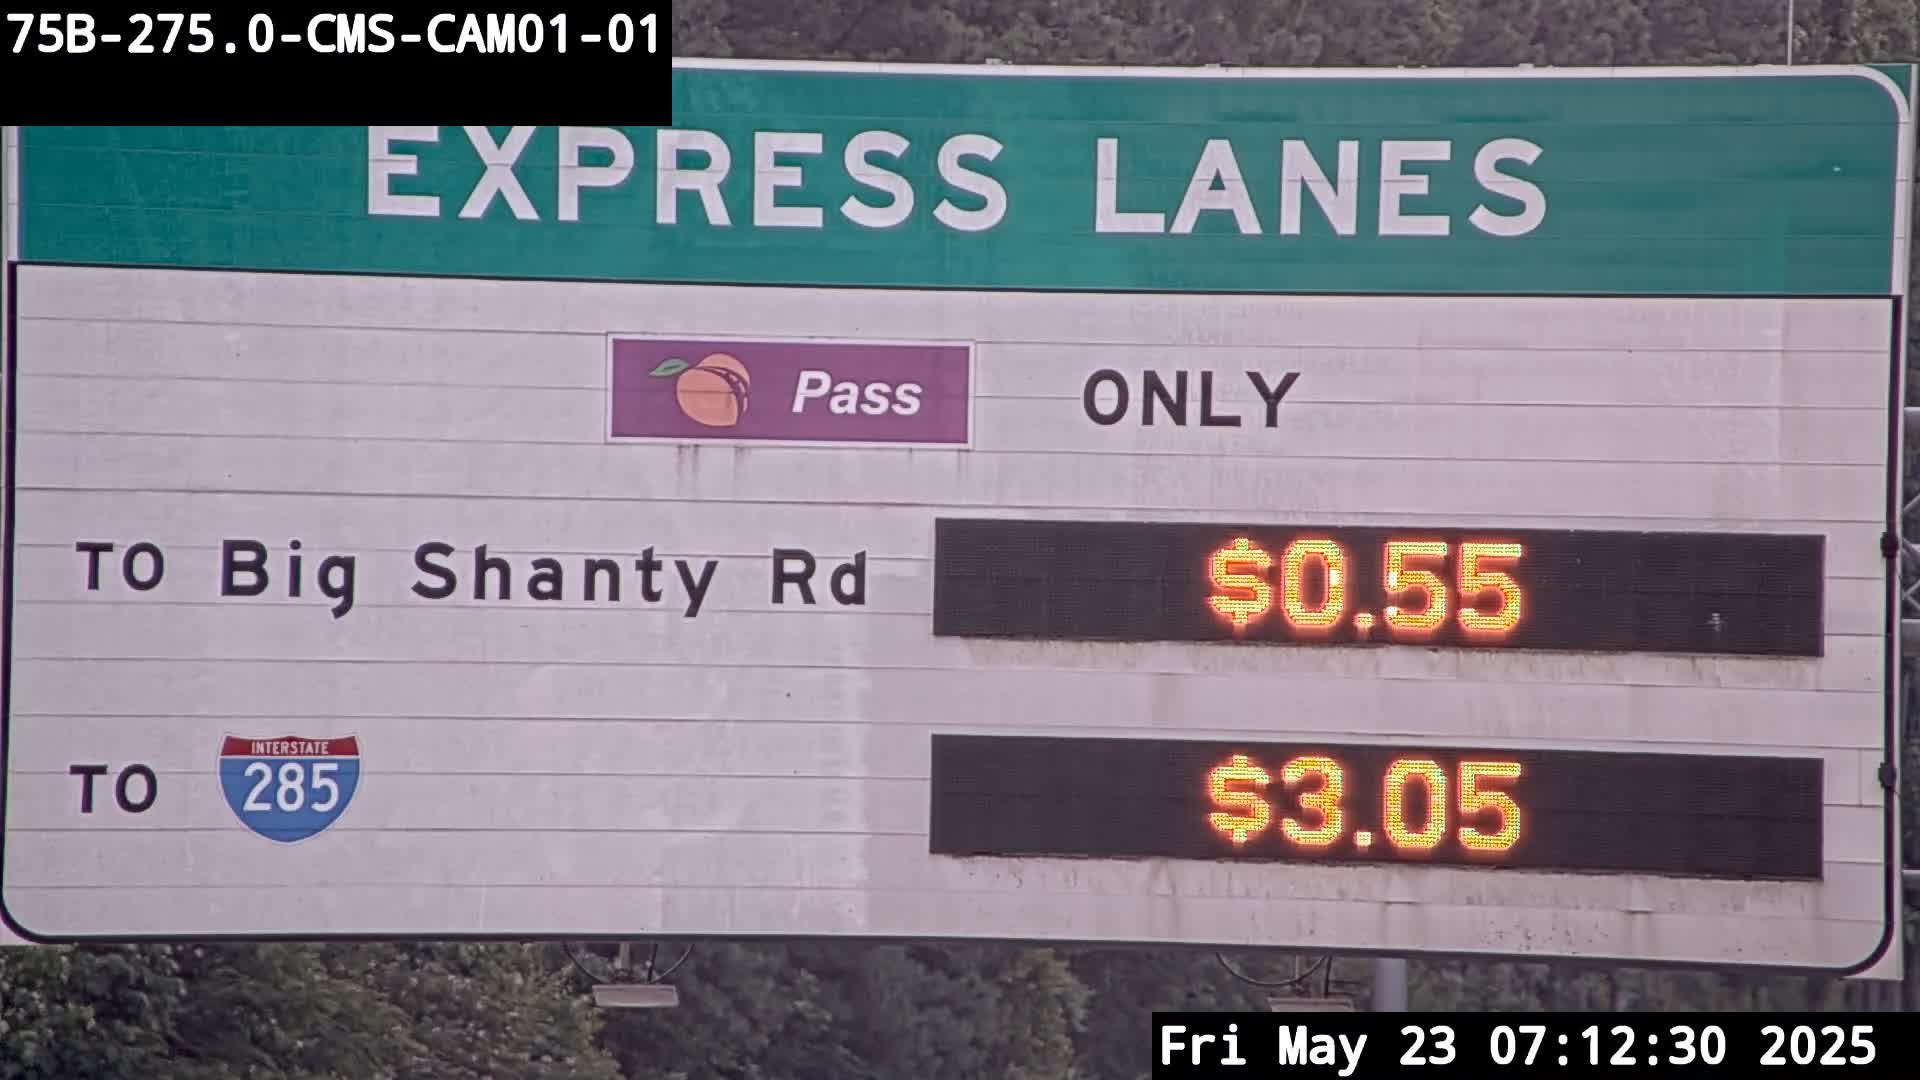 75B-275.0-CMS-CAM01-01
EXPRESS LANES
Pass ONLY
TO Big Shanty Rd $0.55
TO INTERSTATE 285 $3.05
Fri May 23 07:12:30 2025